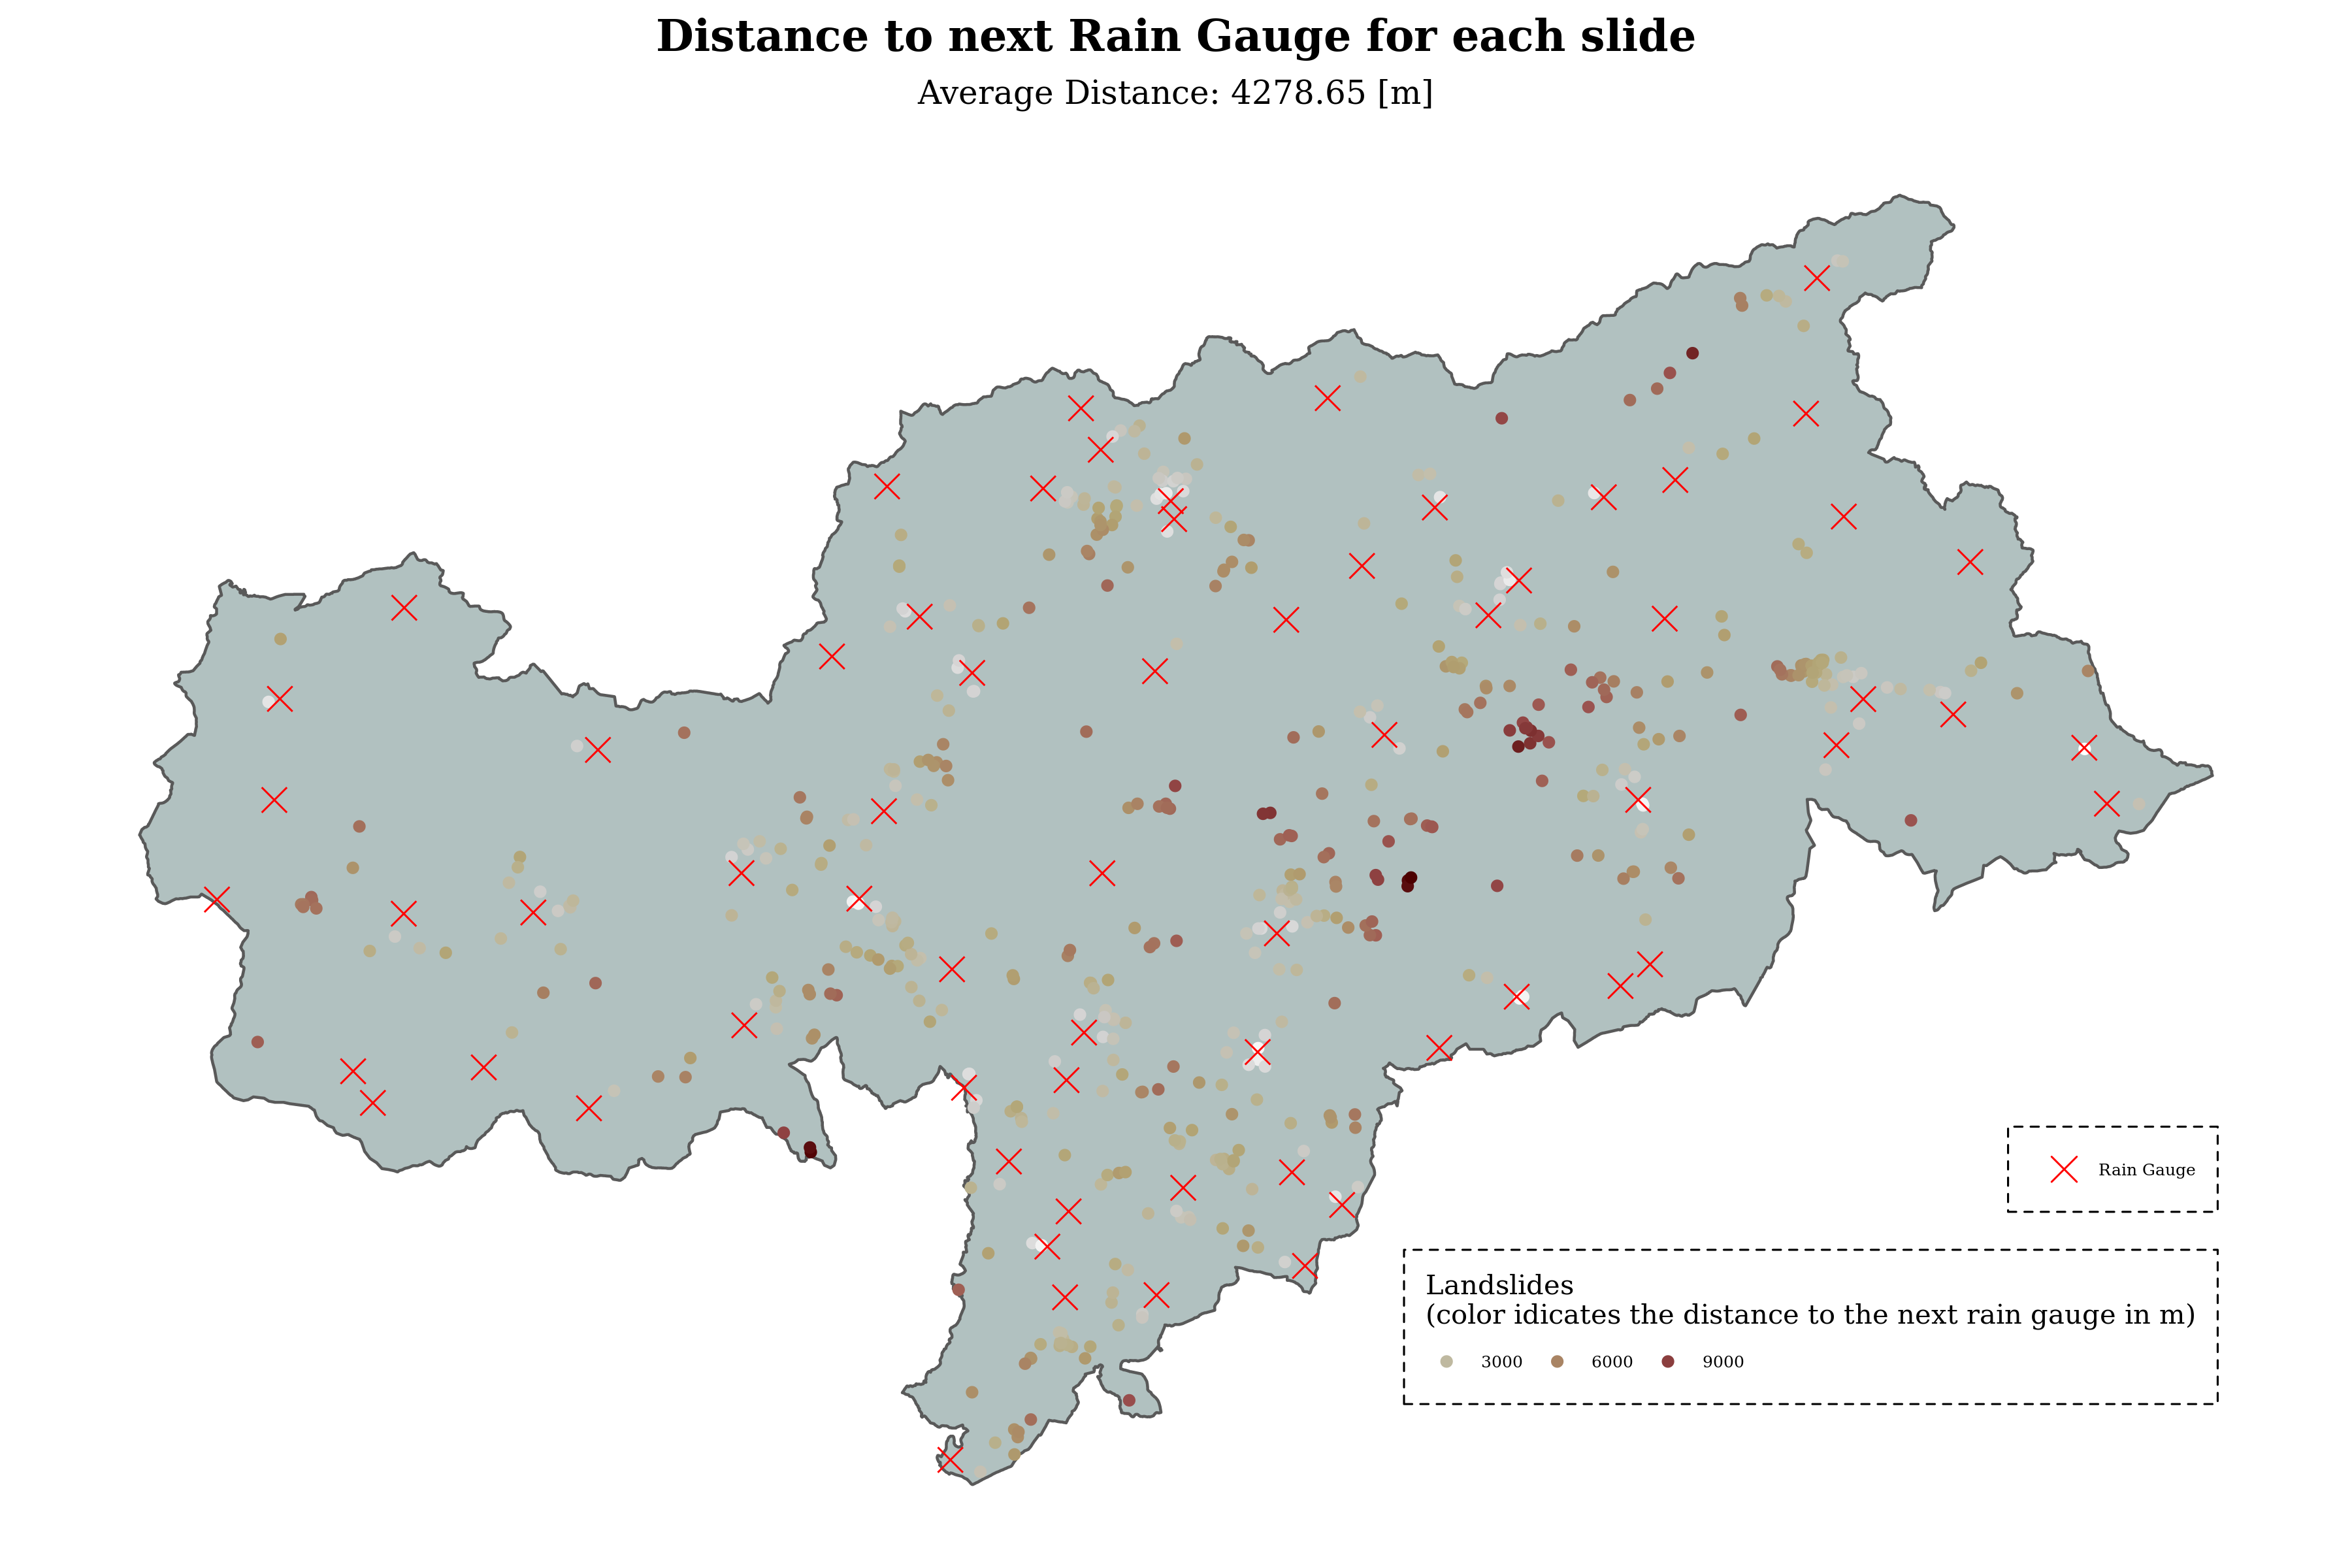 Distance to next Rain Gauge for each slide
Average Distance: 4278.65 [m]
Rain Gauge
Landslides
(color idicates the distance to the next rain gauge in m)
3000 6000 9000